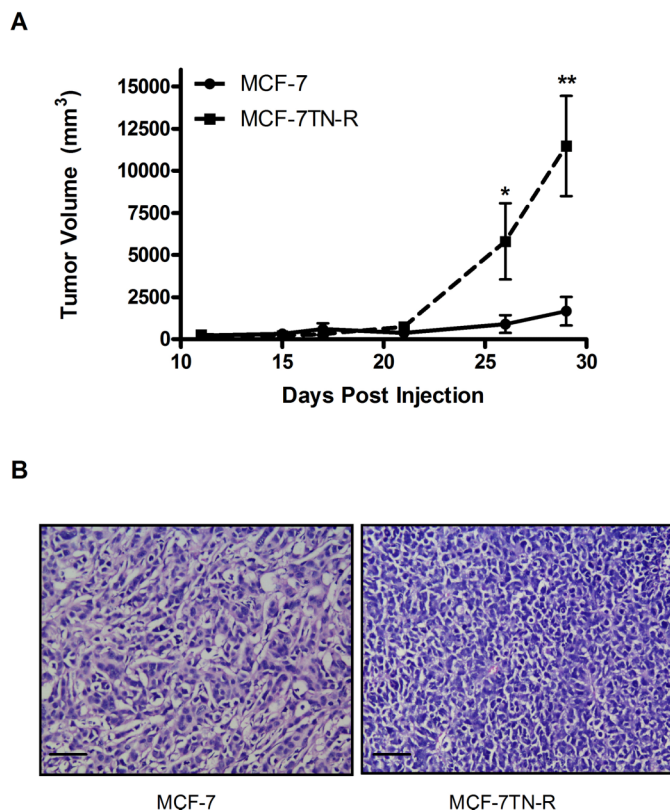 A
MCF-7
MCF-7TN-R
Tumor Volume (mm³)
15000
12500
10000
7500
5000
2500
0
*
**
10
15
20
25
30
Days Post Injection
B
MCF-7
MCF-7TN-R